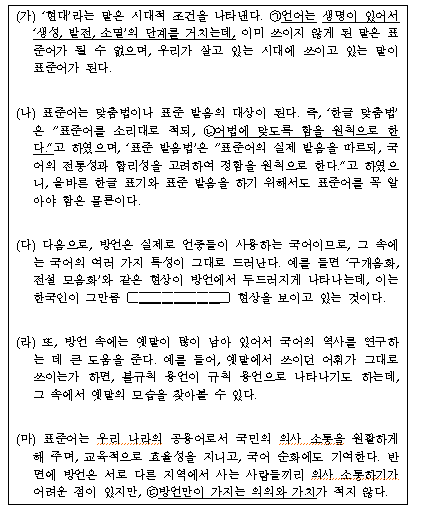 (가) '현대'라는 말은 시대적 조건을 나타낸다. ㉠언어는 생명이 있어서
'생성, 발전, 소멸'의 단계를 거치는데, 이미 쓰이지 않게 된 말은 표
준어가 될 수 없으며, 우리가 살고 있는 시대에 쓰이고 있는 말이
표준어가 된다.
(나) 표준어는 맞춤법이나 표준 발음의 대상이 된다. 즉, '한글 맞춤법'
은 "표준어를 소리대로 적되, ㉡어법에 맞도록 함을 원칙으로 한
다."고 하였으며, '표준 발음법'은 "표준어의 실제 발음을 따르되, 국
어의 전통성과 합리성을 고려하여 정함을 원칙으로 한다."고 하였으
니, 올바른 한글 표기와 표준 발음을 하기 위해서도 표준어를 꼭 알
아야 함은 물론이다.
(다) 다음으로, 방언은 실제로 언중들이 사용하는 국어이므로, 그 속에
는 국어의 여러 가지 특성이 그대로 드러난다. 예를 들면 '구개음화,
전설 모음화'와 같은 현상이 방언에서 두드러지게 나타나는데, 이는
한국인이 그만큼 현상을 보이고 있는 것이다.
(라) 또, 방언 속에는 옛말이 많이 남아 있어서 국어의 역사를 연구하
는 데 큰 도움을 준다. 예를 들어, 옛말에서 쓰이던 어휘가 그대로
쓰이는가 하면, 불규칙 용언이 규칙 용언으로 나타나기도 하는데,
그 속에서 옛말의 모습을 찾아볼 수 있다.
(마) 표준어는 우리 나라의 공용어로서 국민의 의사 소통을 원활하게
해 주며, 교육적으로 효율성을 지니고, 국어 순화에도 기여한다. 반
면에 방언은 서로 다른 지역에서 사는 사람들끼리 의사 소통하기가
어려운 점이 있지만, ㉢방언만이 가지는 의의와 가치가 적지 않다.